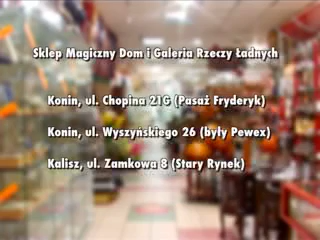 Sklep Magiczny Dom i Galeria Rzeczy Ładnych
Konin, ul. Chopina 21G (Pasaż Fryderyk)
Konin, ul. Wyszyńskiego 26 (były Pewex)
Kalisz, ul. Zamkowa 8 (Stary Rynek)